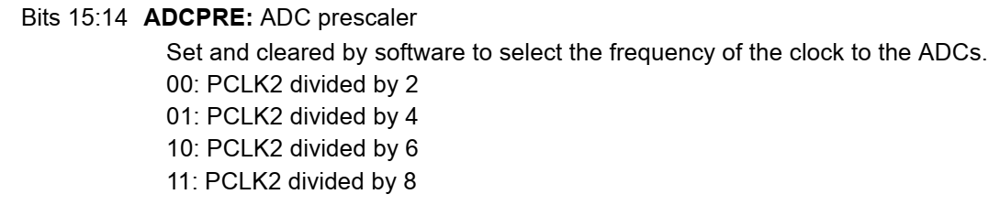 Bits 15:14 ADCPRE: ADC prescaler
Set and cleared by software to select the frequency of the clock to the ADCs.
00: PCLK2 divided by 2
01: PCLK2 divided by 4
10: PCLK2 divided by 6
11: PCLK2 divided by 8